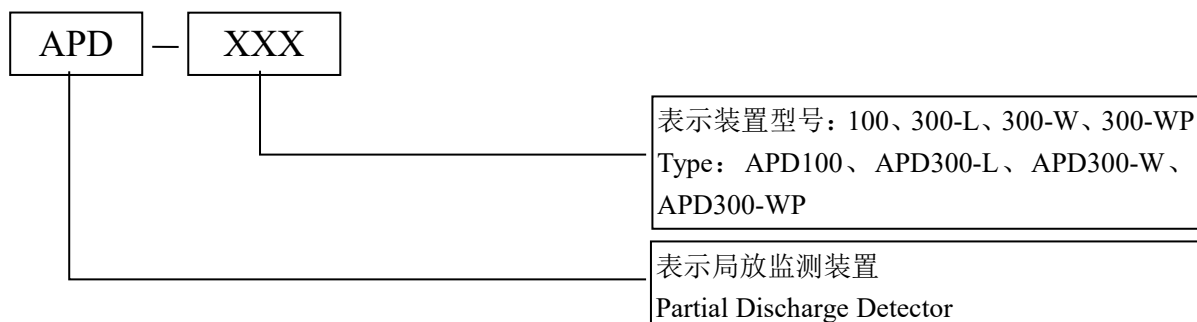 APD — XXX
表示装置型号：100、300-L、300-W、300-WP
Type： APD100、 APD300-L、 APD300-W、
APD300-WP
表示局放监测装置
Partial Discharge Detector